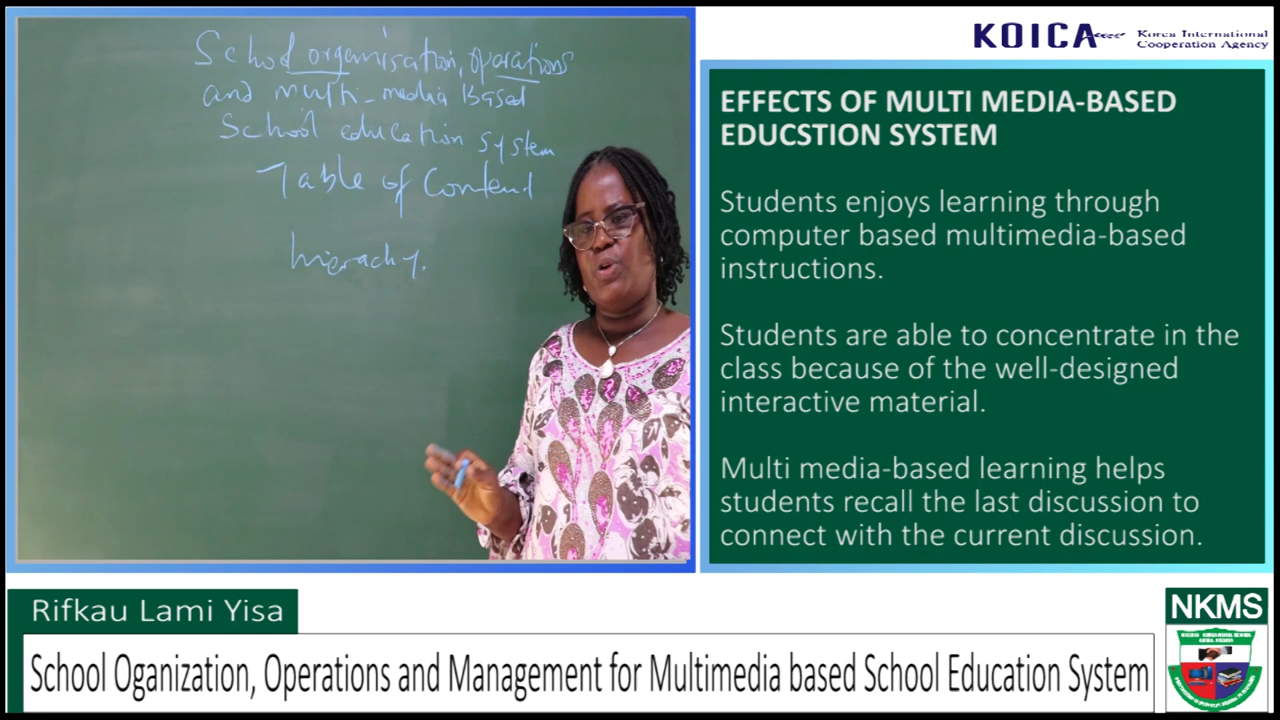 School organisation, operations
and multi-media Based
School education system
Table of Content
hierachy.
KOICA
Korea International
Cooperation Agency
EFFECTS OF MULTI MEDIA-BASED
EDUCSTION SYSTEM
Students enjoys learning through
computer based multimedia-based
instructions.
Students are able to concentrate in the
class because of the well-designed
interactive material.
Multi media-based learning helps
students recall the last discussion to
connect with the current discussion.
Rifkau Lami Yisa
School Oganization, Operations and Management for Multimedia based School Education System
NKMS